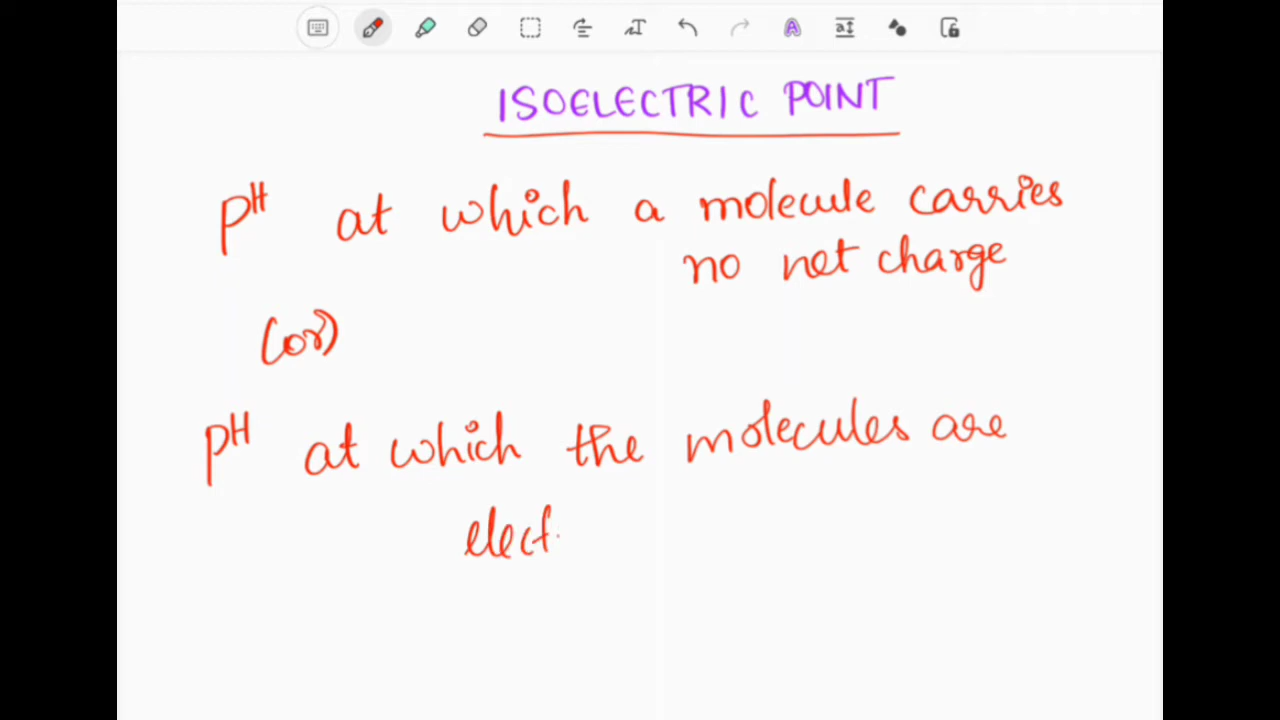 ISOELECTRIC POINT
pH at which a molecule carries
no net charge
(or)
pH at which the molecules are
elect